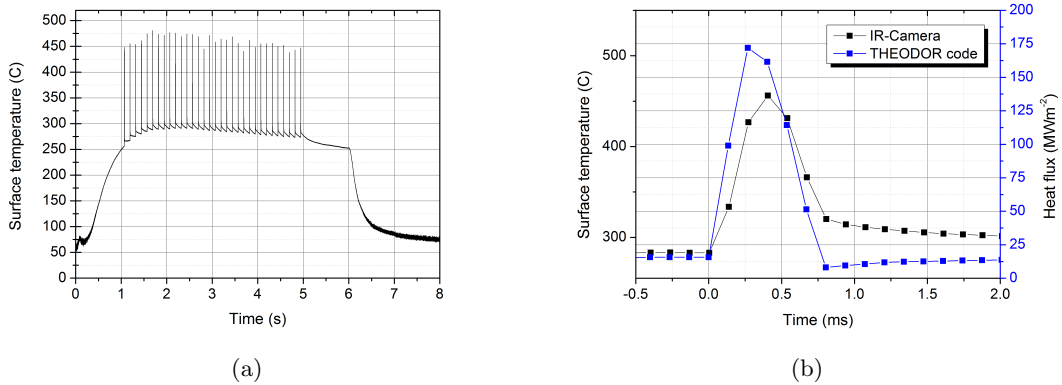 Surface temperature (C)
500
450
400
350
300
250
200
150
100
50
0
0 1 2 3 4 5 6 7 8
Time (s)
(a)
Surface temperature (C)
500
400
300
IR-Camera
THEODOR code
200
175
150
125
100
75
50
25
0
Heat flux (MWm-2)
-0.5 0.0 0.5 1.0 1.5 2.0
Time (ms)
(b)